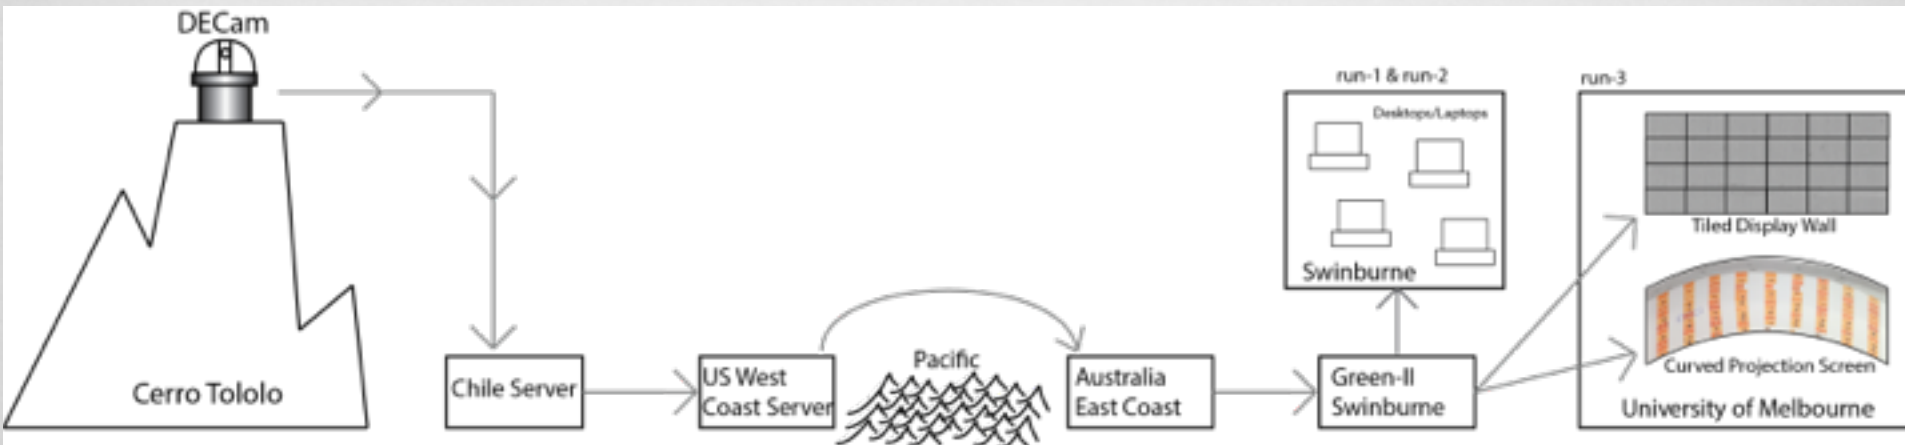 DECam
Cerro Tololo
Chile Server
US West
Coast Server
Pacific
Australia
East Coast
Green-II
Swinburne
run-1 & run-2
Desktops/Laptops
Swinburne
run-3
Tiled Display Wall
Curved Projection Screen
University of Melbourne